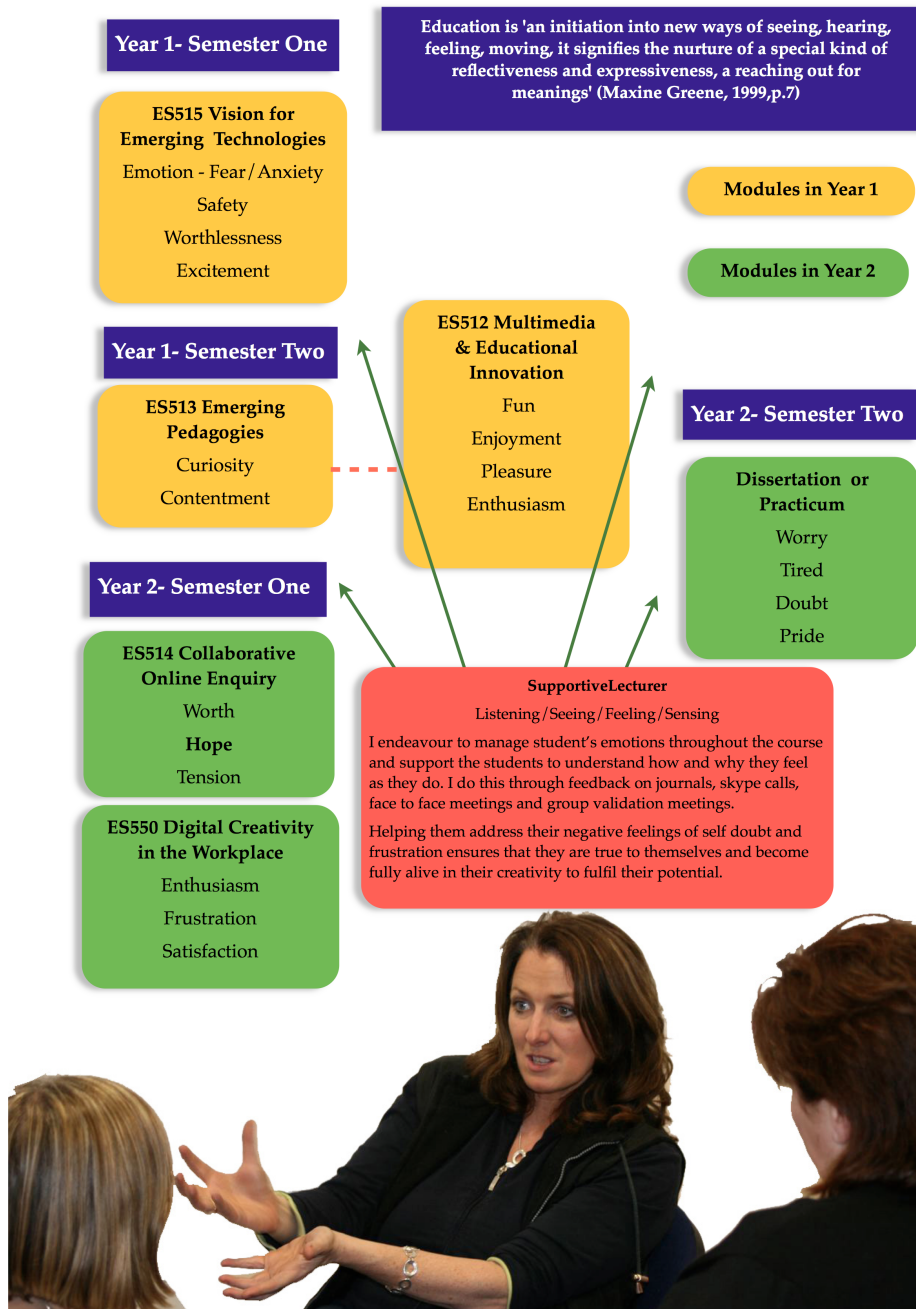 Year 1- Semester One
Education is 'an initiation into new ways of seeing, hearing,
feeling, moving, it signifies the nurture of a special kind of
reflectiveness and expressiveness, a reaching out for
meanings' (Maxine Greene, 1999,p.7)
ES515 Vision for
Emerging Technologies
Emotion - Fear/Anxiety
Safety
Worthlessness
Excitement
Modules in Year 1
Modules in Year 2
Year 1- Semester Two
ES513 Emerging
Pedagogies
Curiosity
Contentment
ES512 Multimedia
& Educational
Innovation
Fun
Enjoyment
Pleasure
Enthusiasm
Year 2- Semester Two
Dissertation or
Practicum
Worry
Tired
Doubt
Pride
Year 2- Semester One
ES514 Collaborative
Online Enquiry
Worth
Hope
Tension
ES550 Digital Creativity
in the Workplace
Enthusiasm
Frustration
Satisfaction
SupportiveLecturer
Listening/Seeing/Feeling/Sensing
I endeavour to manage student’s emotions throughout the course
and support the students to understand how and why they feel
as they do. I do this through feedback on journals, skype calls,
face to face meetings and group validation meetings.
Helping them address their negative feelings of self doubt and
frustration ensures that they are true to themselves and become
fully alive in their creativity to fulfil their potential.